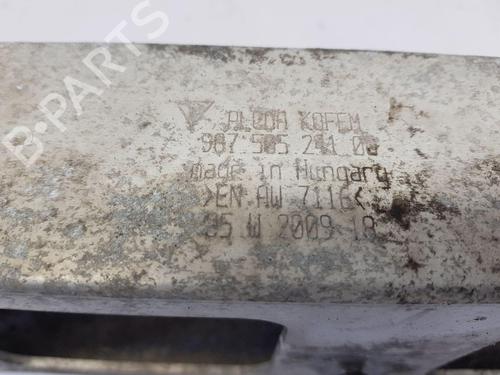 ALCOA KOFEM
987 505 241 00
made in Hungary
>EN AW 7116<
35 W 2009 18
B-PARTS